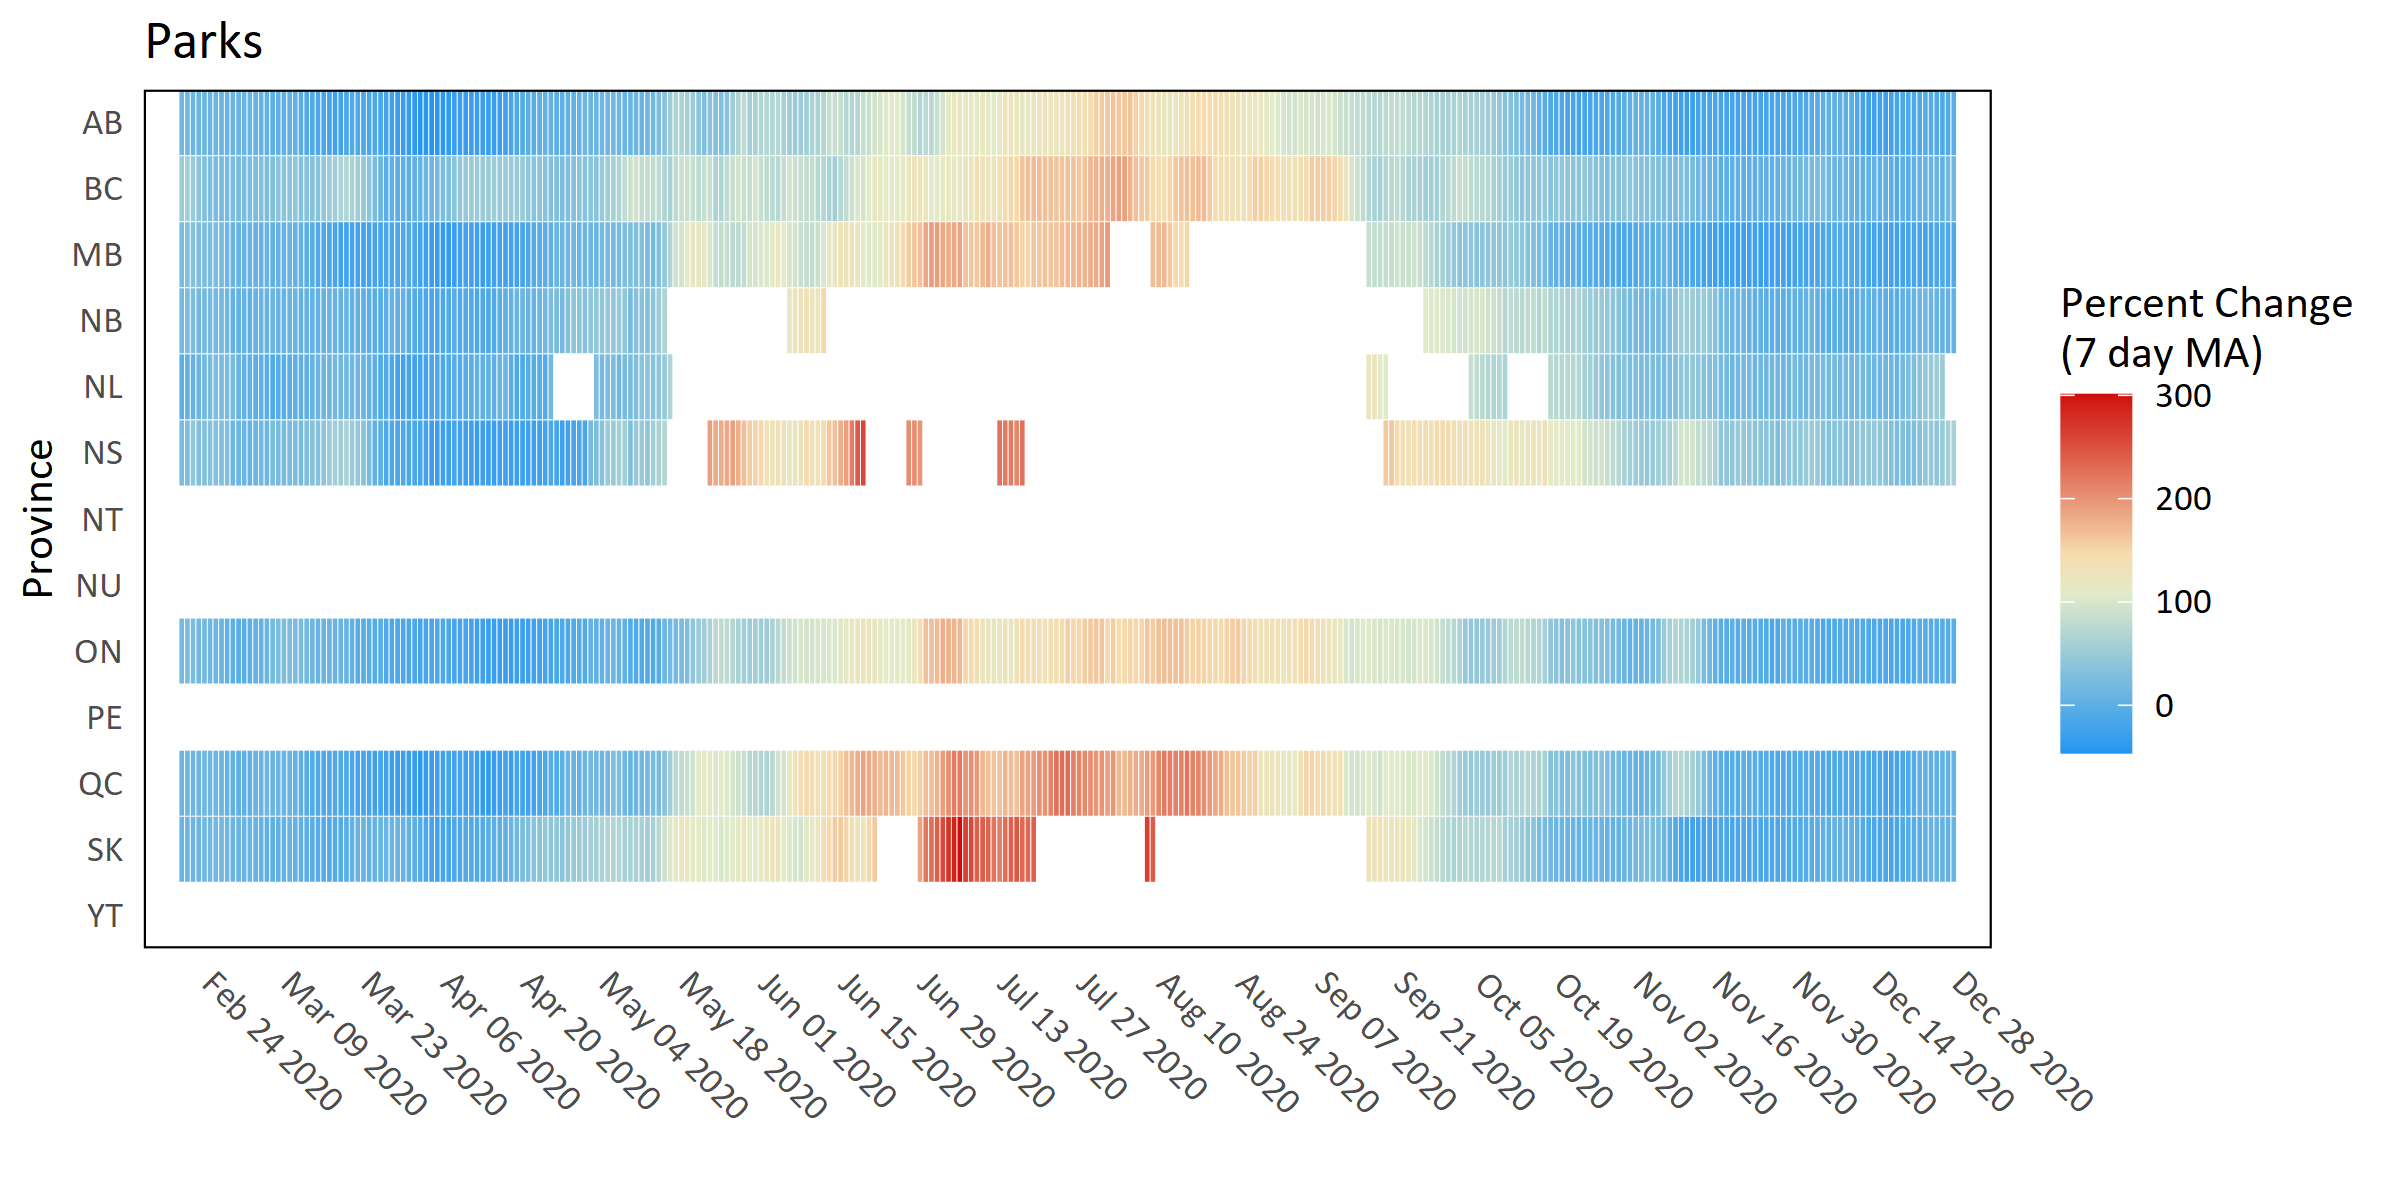 Parks
AB
BC
MB
NB
NL
NS
NT
NU
ON
PE
QC
SK
YT
Province
Feb 24 2020
Mar 09 2020
Mar 23 2020
Apr 06 2020
Apr 20 2020
May 04 2020
May 18 2020
Jun 01 2020
Jun 15 2020
Jun 29 2020
Jul 13 2020
Jul 27 2020
Aug 10 2020
Aug 24 2020
Sep 07 2020
Sep 21 2020
Oct 05 2020
Oct 19 2020
Nov 02 2020
Nov 16 2020
Nov 30 2020
Dec 14 2020
Dec 28 2020
Percent Change
(7 day MA)
300
200
100
0